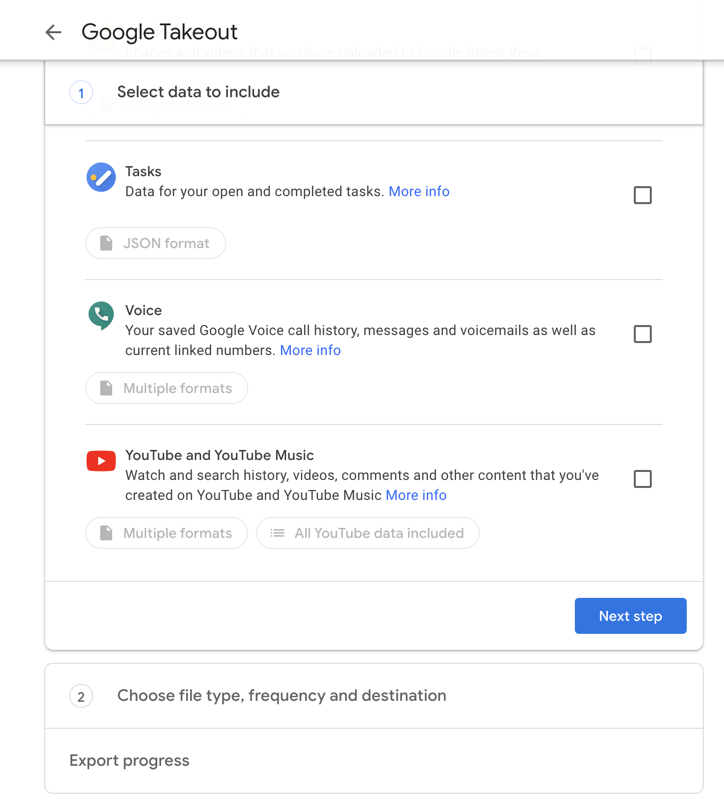 Google Takeout
Images and videos that you have uploaded to Google Street View
1 Select data to include
Tasks
Data for your open and completed tasks. More info
JSON format
Voice
Your saved Google Voice call history, messages and voicemails as well as
current linked numbers. More info
Multiple formats
YouTube and YouTube Music
Watch and search history, videos, comments and other content that you've
created on YouTube and YouTube Music More info
Multiple formats
All YouTube data included
Next step
2 Choose file type, frequency and destination
Export progress